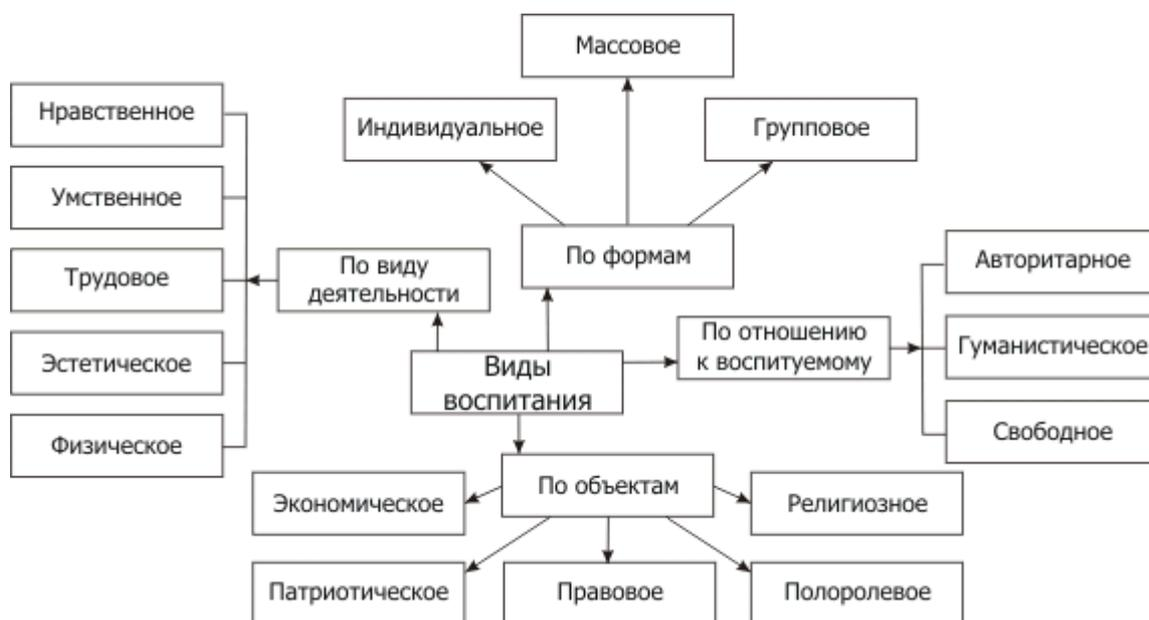 Массовое
Нравственное
Индивидуальное
Групповое
Умственное
По формам
Авторитарное
Трудовое
По виду
деятельности
По отношению
к воспитуемому
Гуманистическое
Эстетическое
Виды
воспитания
Свободное
Физическое
По объектам
Экономическое
Религиозное
Патриотическое
Правовое
Полоролевое